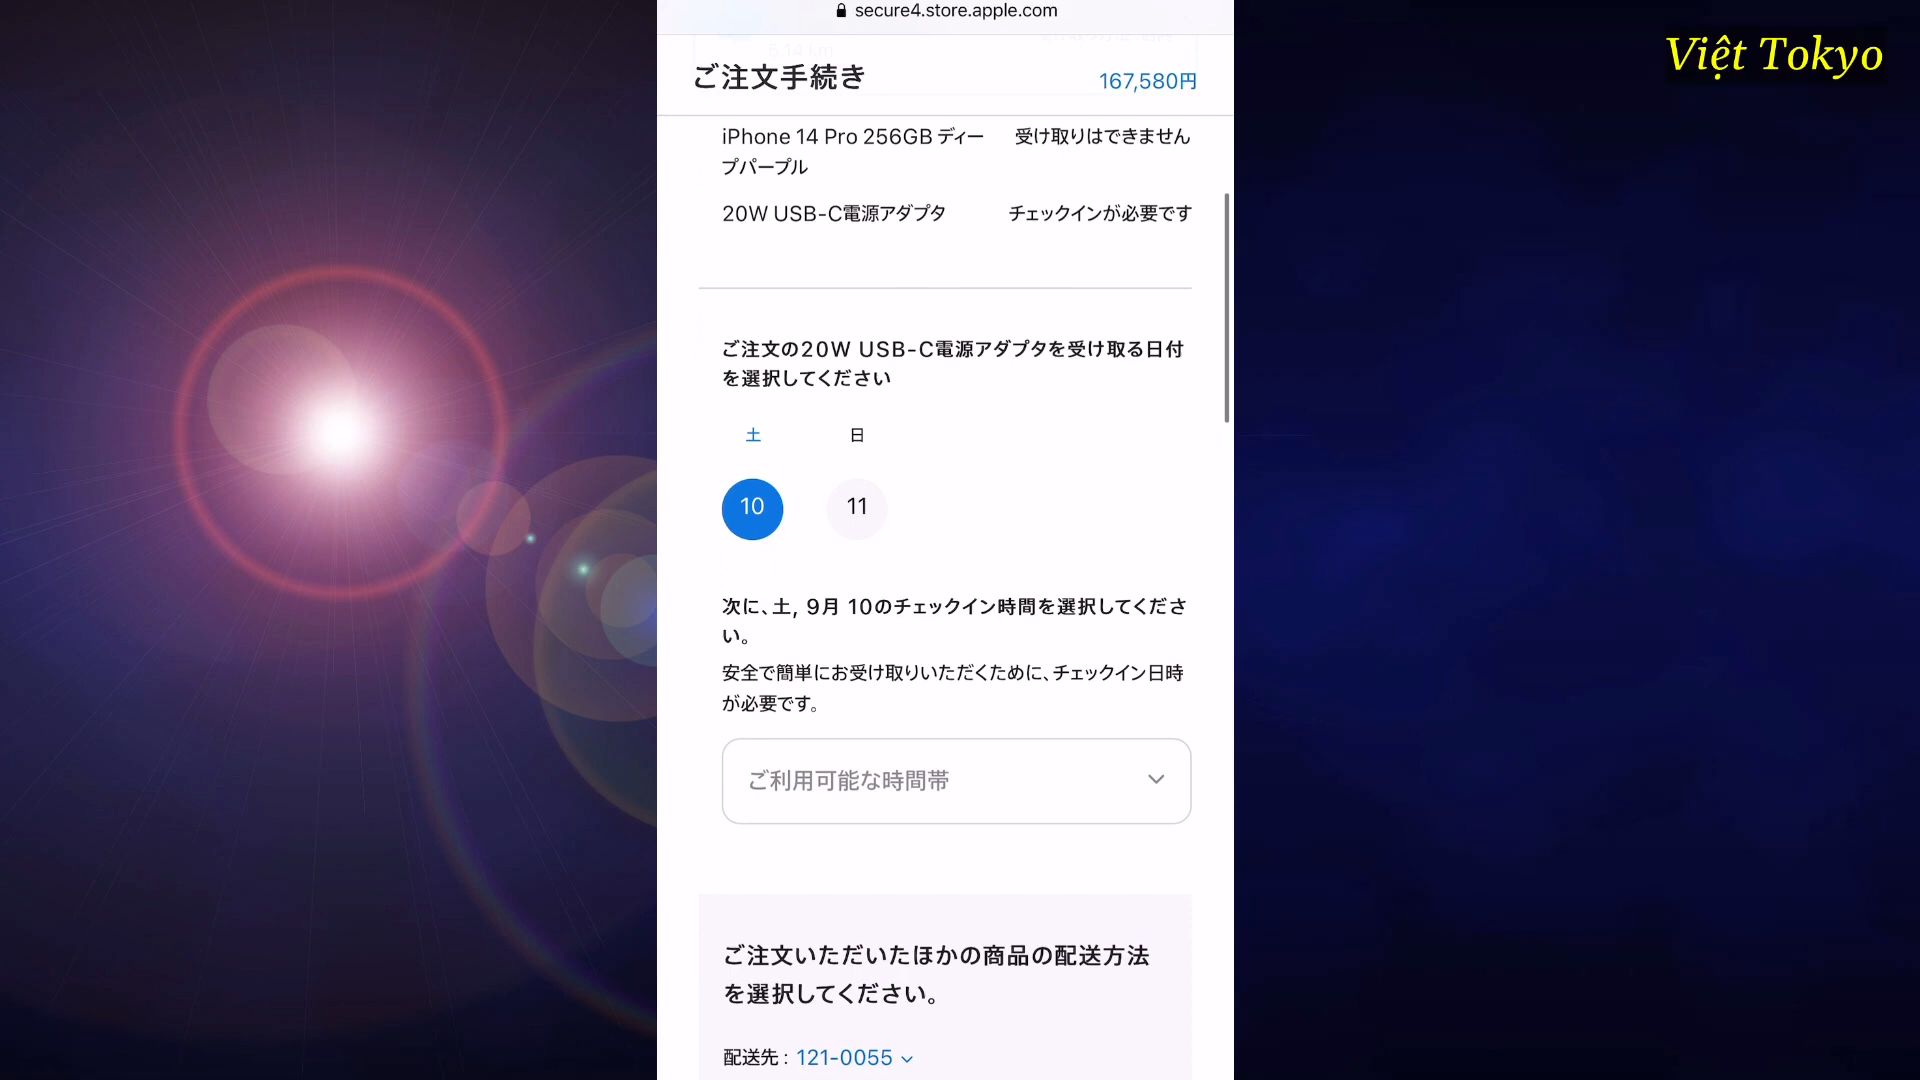 secure4.store.apple.com
Việt Tokyo
ご注文手続き
167,580円
iPhone 14 Pro 256GB ディー
プパープル
受け取りはできません
20W USB-C電源アダプタ
チェックインが必要です
ご注文の20W USB-C電源アダプタを受け取る日付
を選択してください
土 日
10 11
次に、土, 9月 10のチェックイン時間を選択してくださ
い。
安全で簡単にお受け取りいただくために、チェックイン日時
が必要です。
ご利用可能な時間帯
ご注文いただいたほかの商品の配送方法
を選択してください。
配送先 : 121-0055